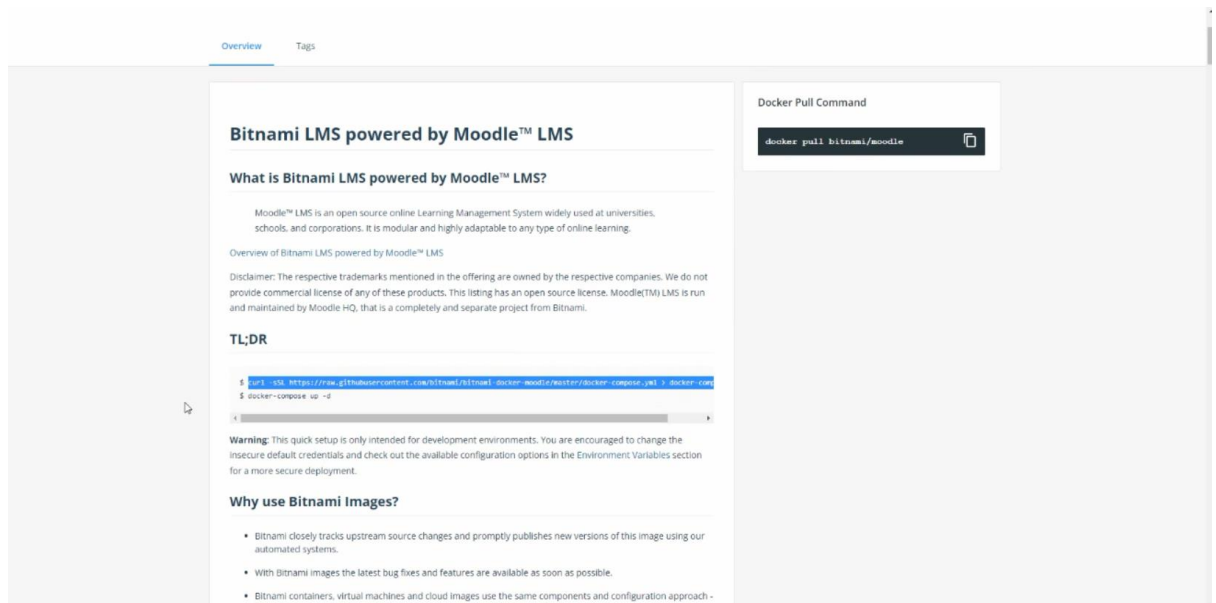 Overview Tags
Bitnami LMS powered by Moodle™ LMS
What is Bitnami LMS powered by Moodle™ LMS?
Moodle™ LMS is an open source online Learning Management System widely used at universities,
schools, and corporations. It is modular and highly adaptable to any type of online learning.
Overview of Bitnami LMS powered by Moodle™ LMS
Disclaimer: The respective trademarks mentioned in the offering are owned by the respective companies. We do not
provide commercial license of any of these products. This listing has an open source license. Moodle(TM) LMS is run
and maintained by Moodle HQ, that is a completely and separate project from Bitnami.
TL;DR
$ curl -sSL https://raw.githubusercontent.com/bitnami/bitnami-docker-moodle/master/docker-compose.yml > docker-comp
$ docker-compose up -d
Warning: This quick setup is only intended for development environments. You are encouraged to change the
insecure default credentials and check out the available configuration options in the Environment Variables section
for a more secure deployment.
Why use Bitnami Images?
• Bitnami closely tracks upstream source changes and promptly publishes new versions of this image using our
automated systems.
• With Bitnami images the latest bug fixes and features are available as soon as possible.
• Bitnami containers, virtual machines and cloud images use the same components and configuration approach -
Docker Pull Command
docker pull bitnami/moodle